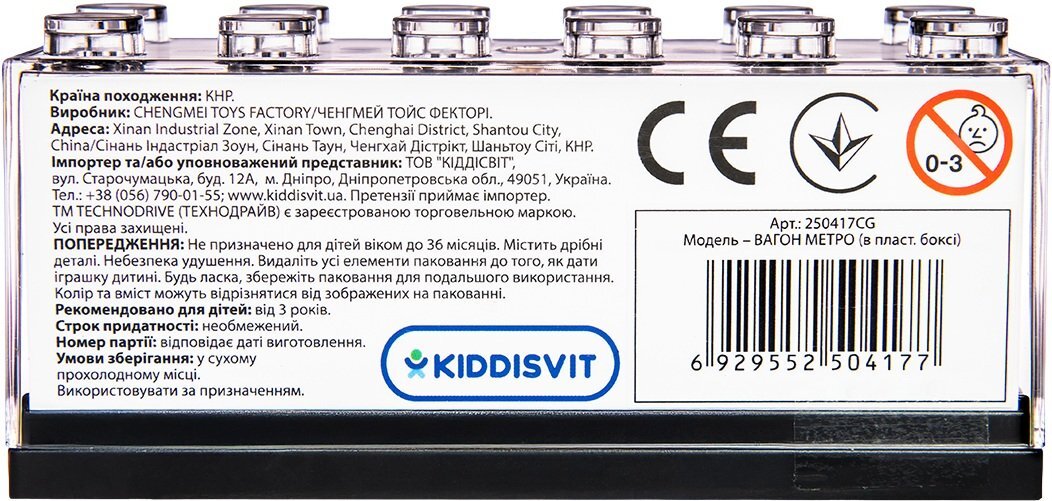 Країна походження: КНР.
Виробник: CHENGMEI TOYS FACTORY/ЧЕНГМЕЙ ТОЙС ФЕКТОРІ.
Адреса: Xinan Industrial Zone, Xinan Town, Chenghai District, Shantou City,
China/Сінань Індастріал Зоун, Сінань Таун, Ченгхай Дістрікт, Шаньтоу Сіті, КНР.
Імпортер та/або уповноважений представник: ТОВ "КІДДІСВІТ",
вул. Старочумацька, буд. 12А, м. Дніпро, Дніпропетровська обл., 49051, Україна.
Тел.: +38 (056) 790-01-55; www.kiddisvit.ua. Претензії приймає імпортер.
ТМ TECHNODRIVE (ТЕХНОДРАЙВ) є зареєстрованою торговельною маркою.
Усі права захищені.
ПОПЕРЕДЖЕННЯ: Не призначено для дітей віком до 36 місяців. Містить дрібні
деталі. Небезпека удушення. Видаліть усі елементи паковання до того, як дати
іграшку дитині. Будь ласка, збережіть паковання для подальшого використання.
Колір та вміст можуть відрізнятися від зображених на пакованні.
Рекомендовано для дітей: від 3 років.
Строк придатності: необмежений.
Номер партії: відповідає даті виготовлення.
Умови зберігання: у сухому
прохолодному місці.
Використовувати за призначенням.
KIDDISVIT
CE
0-3
Арт.: 250417CG
Модель – ВАГОН МЕТРО (в пласт. боксі)
6 929552 504177